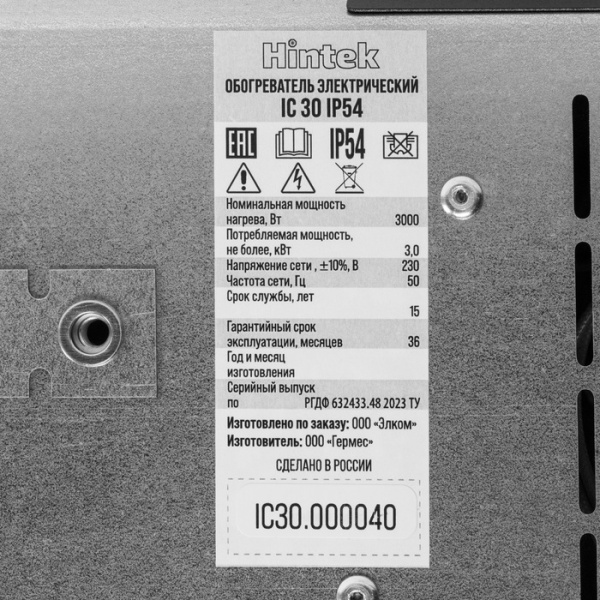 Hintek
ОБОГРЕВАТЕЛЬ ЭЛЕКТРИЧЕСКИЙ
IC 30 IP54
EAC IP54
Номинальная мощность
нагрева, Вт 3000
Потребляемая мощность,
не более, кВт 3,0
Напряжение сети , ±10%, В 230
Частота сети, Гц 50
Срок службы, лет
15
Гарантийный срок
эксплуатации, месяцев 36
Год и месяц
изготовления
Серийный выпуск
по РГДФ 632433.48 2023 ТУ
Изготовлено по заказу: ООО «Элком»
Изготовитель: ООО «Гермес»
СДЕЛАНО В РОССИИ
IC30.000040